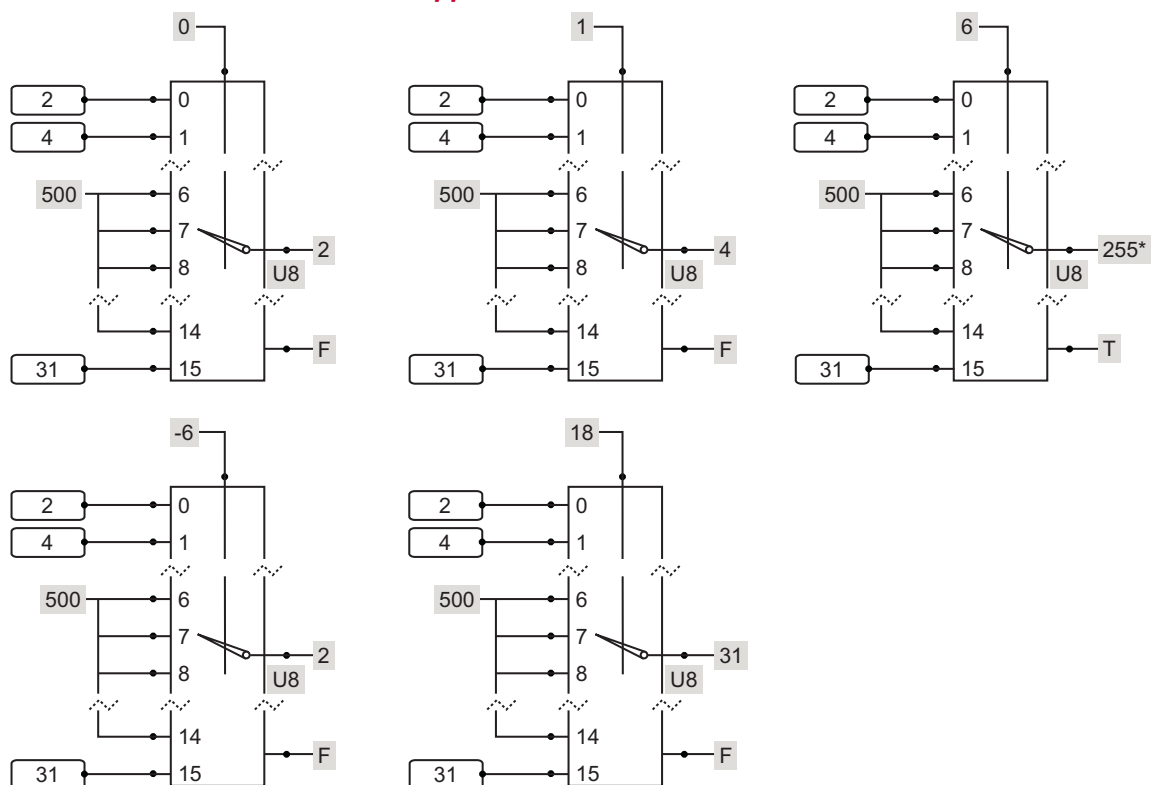 0 1 6
2 0 2 0 2 0
4 1 4 1 4 1
500 6 500 6 500 6
7 7 7
8 2 8 4 8 255*
U8 U8 U8
14 14 14
F F T
31 15 31 15 31 15
-6 18
2 0 2 0
4 1 4 1
500 6 500 6
7 7
2 31
8 U8 8 U8
14 14
F F
31 15 31 15